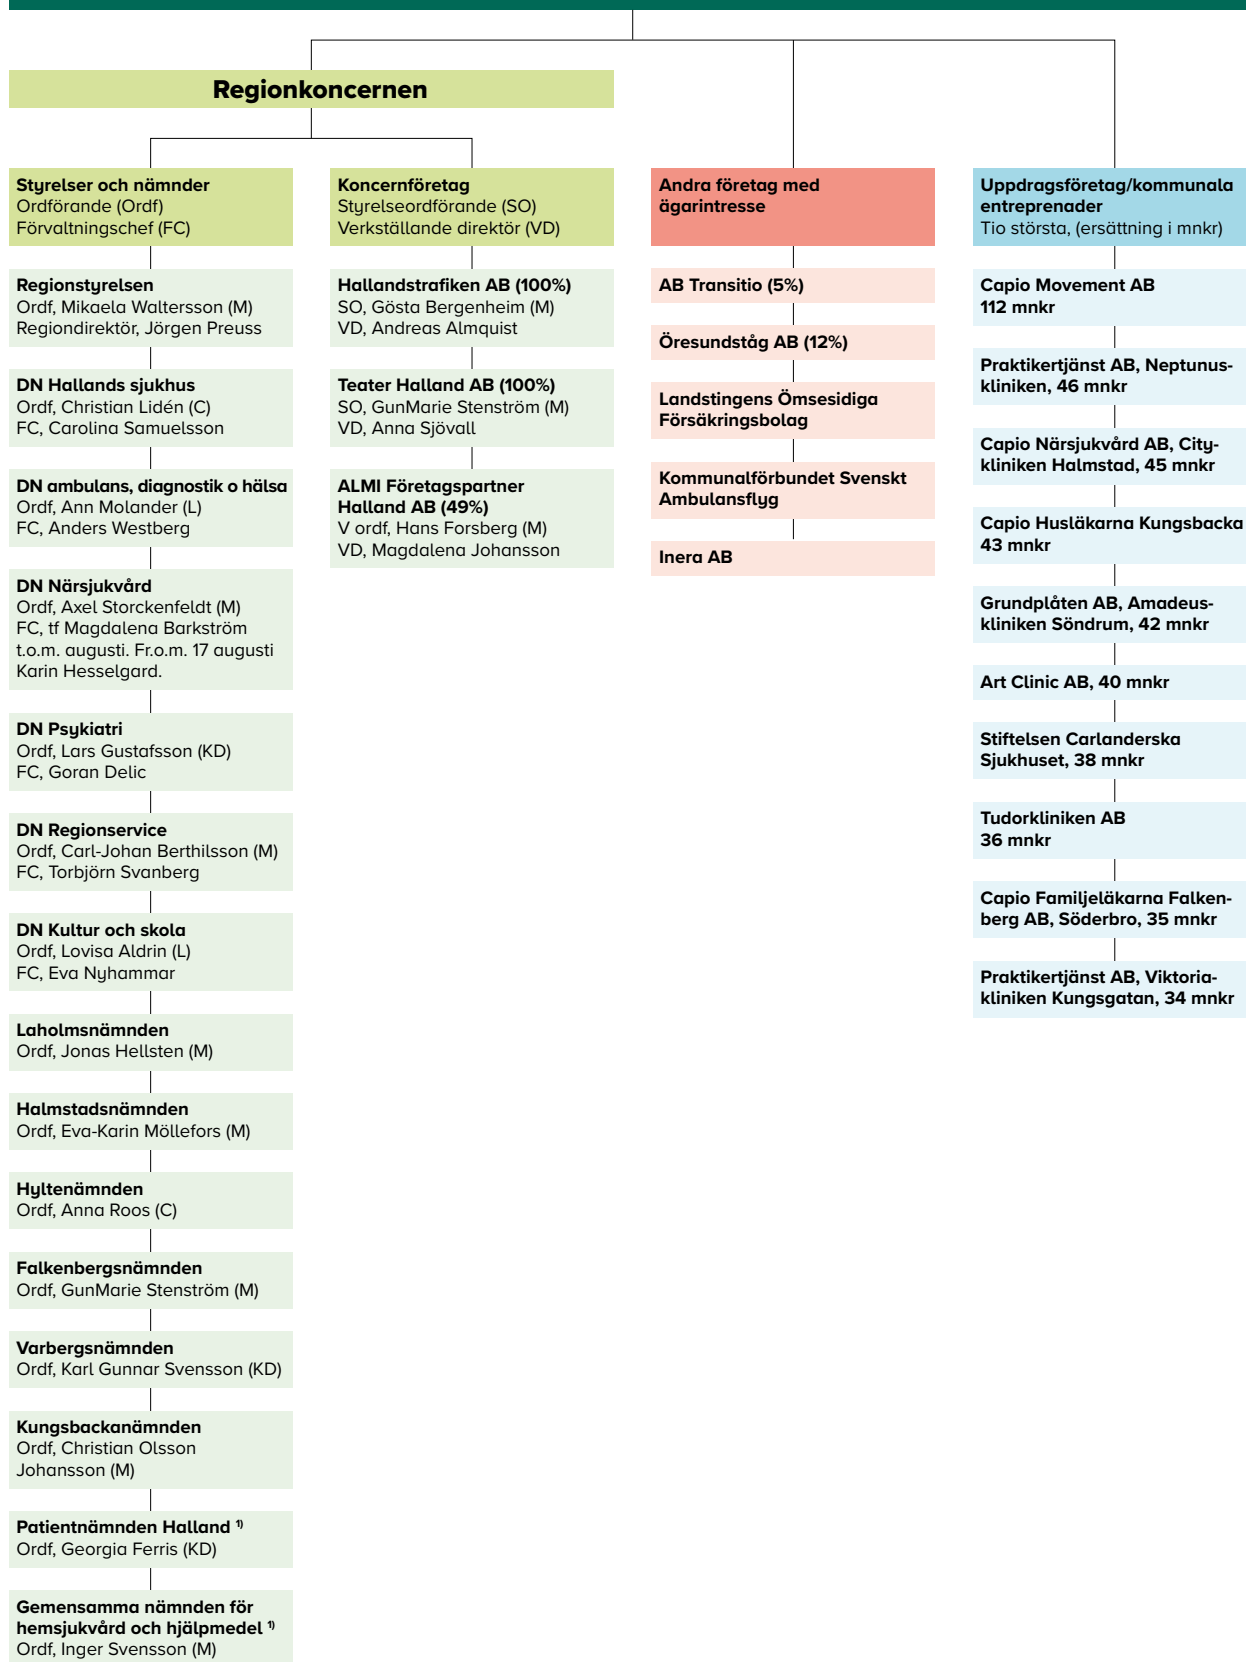 Regionkoncernen
Styrelser och nämnder
Ordförande (Ordf)
Förvaltningschef (FC)
Regionstyrelsen
Ordf, Mikaela Waltersson (M)
Regiondirektör, Jörgen Preuss
DN Hallands sjukhus
Ordf, Christian Lidén (C)
FC, Carolina Samuelsson
DN ambulans, diagnostik o hälsa
Ordf, Ann Molander (L)
FC, Anders Westberg
DN Närsjukvård
Ordf, Axel Storckenfeldt (M)
FC, tf Magdalena Barkström
t.o.m. augusti. Fr.o.m. 17 augusti
Karin Hesselgard.
DN Psykiatri
Ordf, Lars Gustafsson (KD)
FC, Goran Delic
DN Regionservice
Ordf, Carl-Johan Berthilsson (M)
FC, Torbjörn Svanberg
DN Kultur och skola
Ordf, Lovisa Aldrin (L)
FC, Eva Nyhammar
Laholmsnämnden
Ordf, Jonas Hellsten (M)
Halmstadsnämnden
Ordf, Eva-Karin Möllefors (M)
Hyltenämnden
Ordf, Anna Roos (C)
Falkenbergsnämnden
Ordf, GunMarie Stenström (M)
Varbergsnämnden
Ordf, Karl Gunnar Svensson (KD)
Kungsbackanämnden
Ordf, Christian Olsson
Johansson (M)
Patientnämnden Halland ¹⁾
Ordf, Georgia Ferris (KD)
Gemensamma nämnden för
hemsjukvård och hjälpmedel ¹⁾
Ordf, Inger Svensson (M)
Koncernföretag
Styrelseordförande (SO)
Verkställande direktör (VD)
Hallandstrafiken AB (100%)
SO, Gösta Bergenheim (M)
VD, Andreas Almquist
Teater Halland AB (100%)
SO, GunMarie Stenström (M)
VD, Anna Sjövall
ALMI Företagspartner
Halland AB (49%)
V ordf, Hans Forsberg (M)
VD, Magdalena Johansson
Andra företag med
ägarintresse
AB Transitio (5%)
Öresundståg AB (12%)
Landstingens Ömsesidiga
Försäkringsbolag
Kommunalförbundet Svenskt
Ambulansflyg
Inera AB
Uppdragsföretag/kommunala
entreprenader
Tio största, (ersättning i mnkr)
Capio Movement AB
112 mnkr
Praktikertjänst AB, Neptunus-
kliniken, 46 mnkr
Capio Närsjukvård AB, City-
kliniken Halmstad, 45 mnkr
Capio Husläkarna Kungsbacka
43 mnkr
Grundplåten AB, Amadeus-
kliniken Söndrum, 42 mnkr
Art Clinic AB, 40 mnkr
Stiftelsen Carlanderska
Sjukhuset, 38 mnkr
Tudorkliniken AB
36 mnkr
Capio Familjeläkarna Falken-
berg AB, Söderbro, 35 mnkr
Praktikertjänst AB, Viktoria-
kliniken Kungsgatan, 34 mnkr